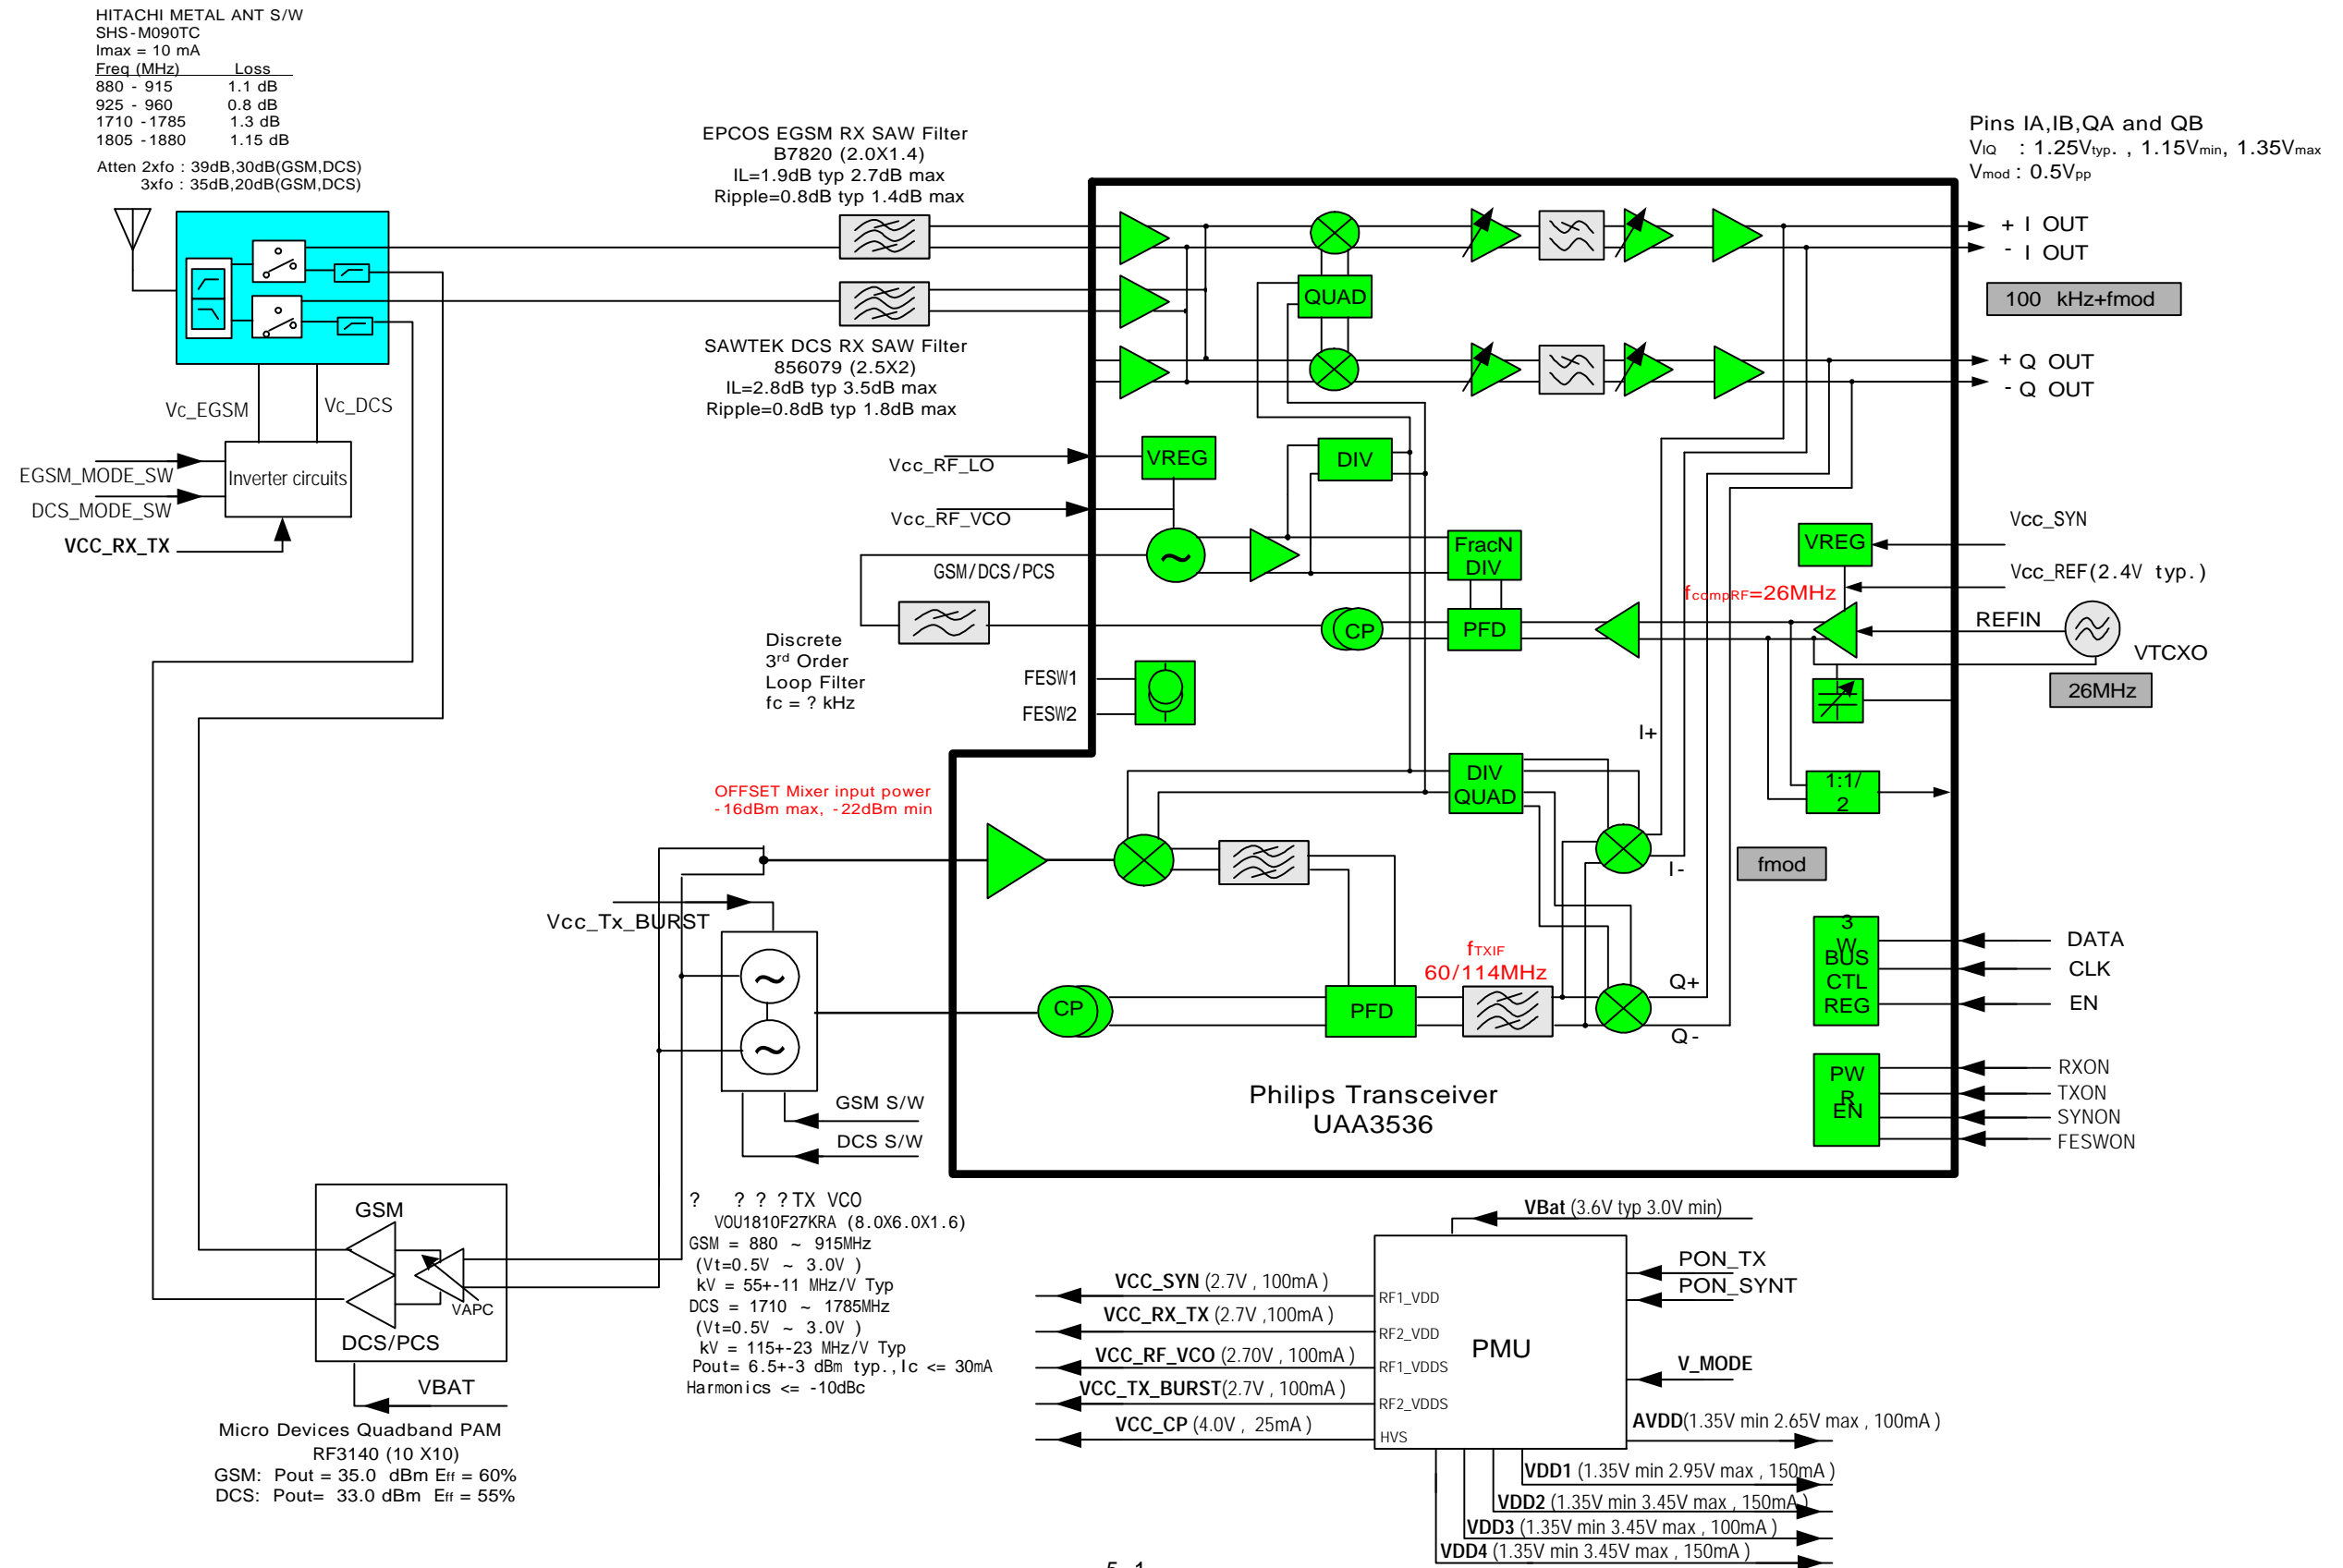 HITACHI METAL ANT S/W
SHS-M090TC
Imax = 10 mA
Freq (MHz) Loss
880 - 915 1.1 dB
925 - 960 0.8 dB
1710 -1785 1.3 dB
1805 -1880 1.15 dB
Atten 2xfo : 39dB,30dB(GSM,DCS)
3xfo : 35dB,20dB(GSM,DCS)
EPCOS EGSM RX SAW Filter
B7820 (2.0X1.4)
IL=1.9dB typ 2.7dB max
Ripple=0.8dB typ 1.4dB max
Pins IA,IB,QA and QB
VIQ : 1.25Vtyp. , 1.15Vmin, 1.35Vmax
Vmod : 0.5Vpp
+ I OUT
- I OUT
100 kHz+fmod
QUAD
SAWTEK DCS RX SAW Filter
856079 (2.5X2)
IL=2.8dB typ 3.5dB max
Ripple=0.8dB typ 1.8dB max
+ Q OUT
- Q OUT
Vc_EGSM
Vc_DCS
EGSM_MODE_SW
DCS_MODE_SW
Inverter circuits
VCC_RX_TX
Vcc_RF_LO
VREG
DIV
Vcc_RF_VCO
GSM/DCS/PCS
FracN
DIV
VREG
Vcc_SYN
Vcc_REF(2.4V typ.)
fcompRF=26MHz
REFIN
VTCXO
26MHz
CP
PFD
Discrete
3rd Order
Loop Filter
fc = ? kHz
FESW1
FESW2
I+
DIV
QUAD
1:1/
2
OFFSET Mixer input power
-16dBm max, -22dBm min
I-
fmod
Vcc_Tx_BURST
fTXIF
60/114MHz
Q+
Q-
CP
PFD
3
W
BUS
CTL
REG
DATA
CLK
EN
PW
R
EN
RXON
TXON
SYNON
FESWON
Philips Transceiver
UAA3536
GSM S/W
DCS S/W
? ? ? ? TX VCO
VOU1810F27KRA (8.0X6.0X1.6)
GSM = 880 ~ 915MHz
(Vt=0.5V ~ 3.0V )
kV = 55+-11 MHz/V Typ
DCS = 1710 ~ 1785MHz
(Vt=0.5V ~ 3.0V )
kV = 115+-23 MHz/V Typ
Pout= 6.5+-3 dBm typ.,Ic <= 30mA
Harmonics <= -10dBc
GSM
VAPC
DCS/PCS
VBAT
Micro Devices Quadband PAM
RF3140 (10 X10)
GSM: Pout = 35.0 dBm Eff = 60%
DCS: Pout= 33.0 dBm Eff = 55%
VBat (3.6V typ 3.0V min)
PON_TX
PON_SYNT
VCC_SYN (2.7V , 100mA )
RF1_VDD
VCC_RX_TX (2.7V ,100mA )
RF2_VDD
PMU
VCC_RF_VCO (2.70V , 100mA )
RF1_VDDS
V_MODE
VCC_TX_BURST(2.7V , 100mA )
RF2_VDDS
VCC_CP (4.0V , 25mA )
HVS
AVDD(1.35V min 2.65V max , 100mA )
VDD1 (1.35V min 2.95V max , 150mA )
VDD2 (1.35V min 3.45V max , 150mA )
VDD3 (1.35V min 3.45V max , 100mA )
VDD4 (1.35V min 3.45V max , 150mA )